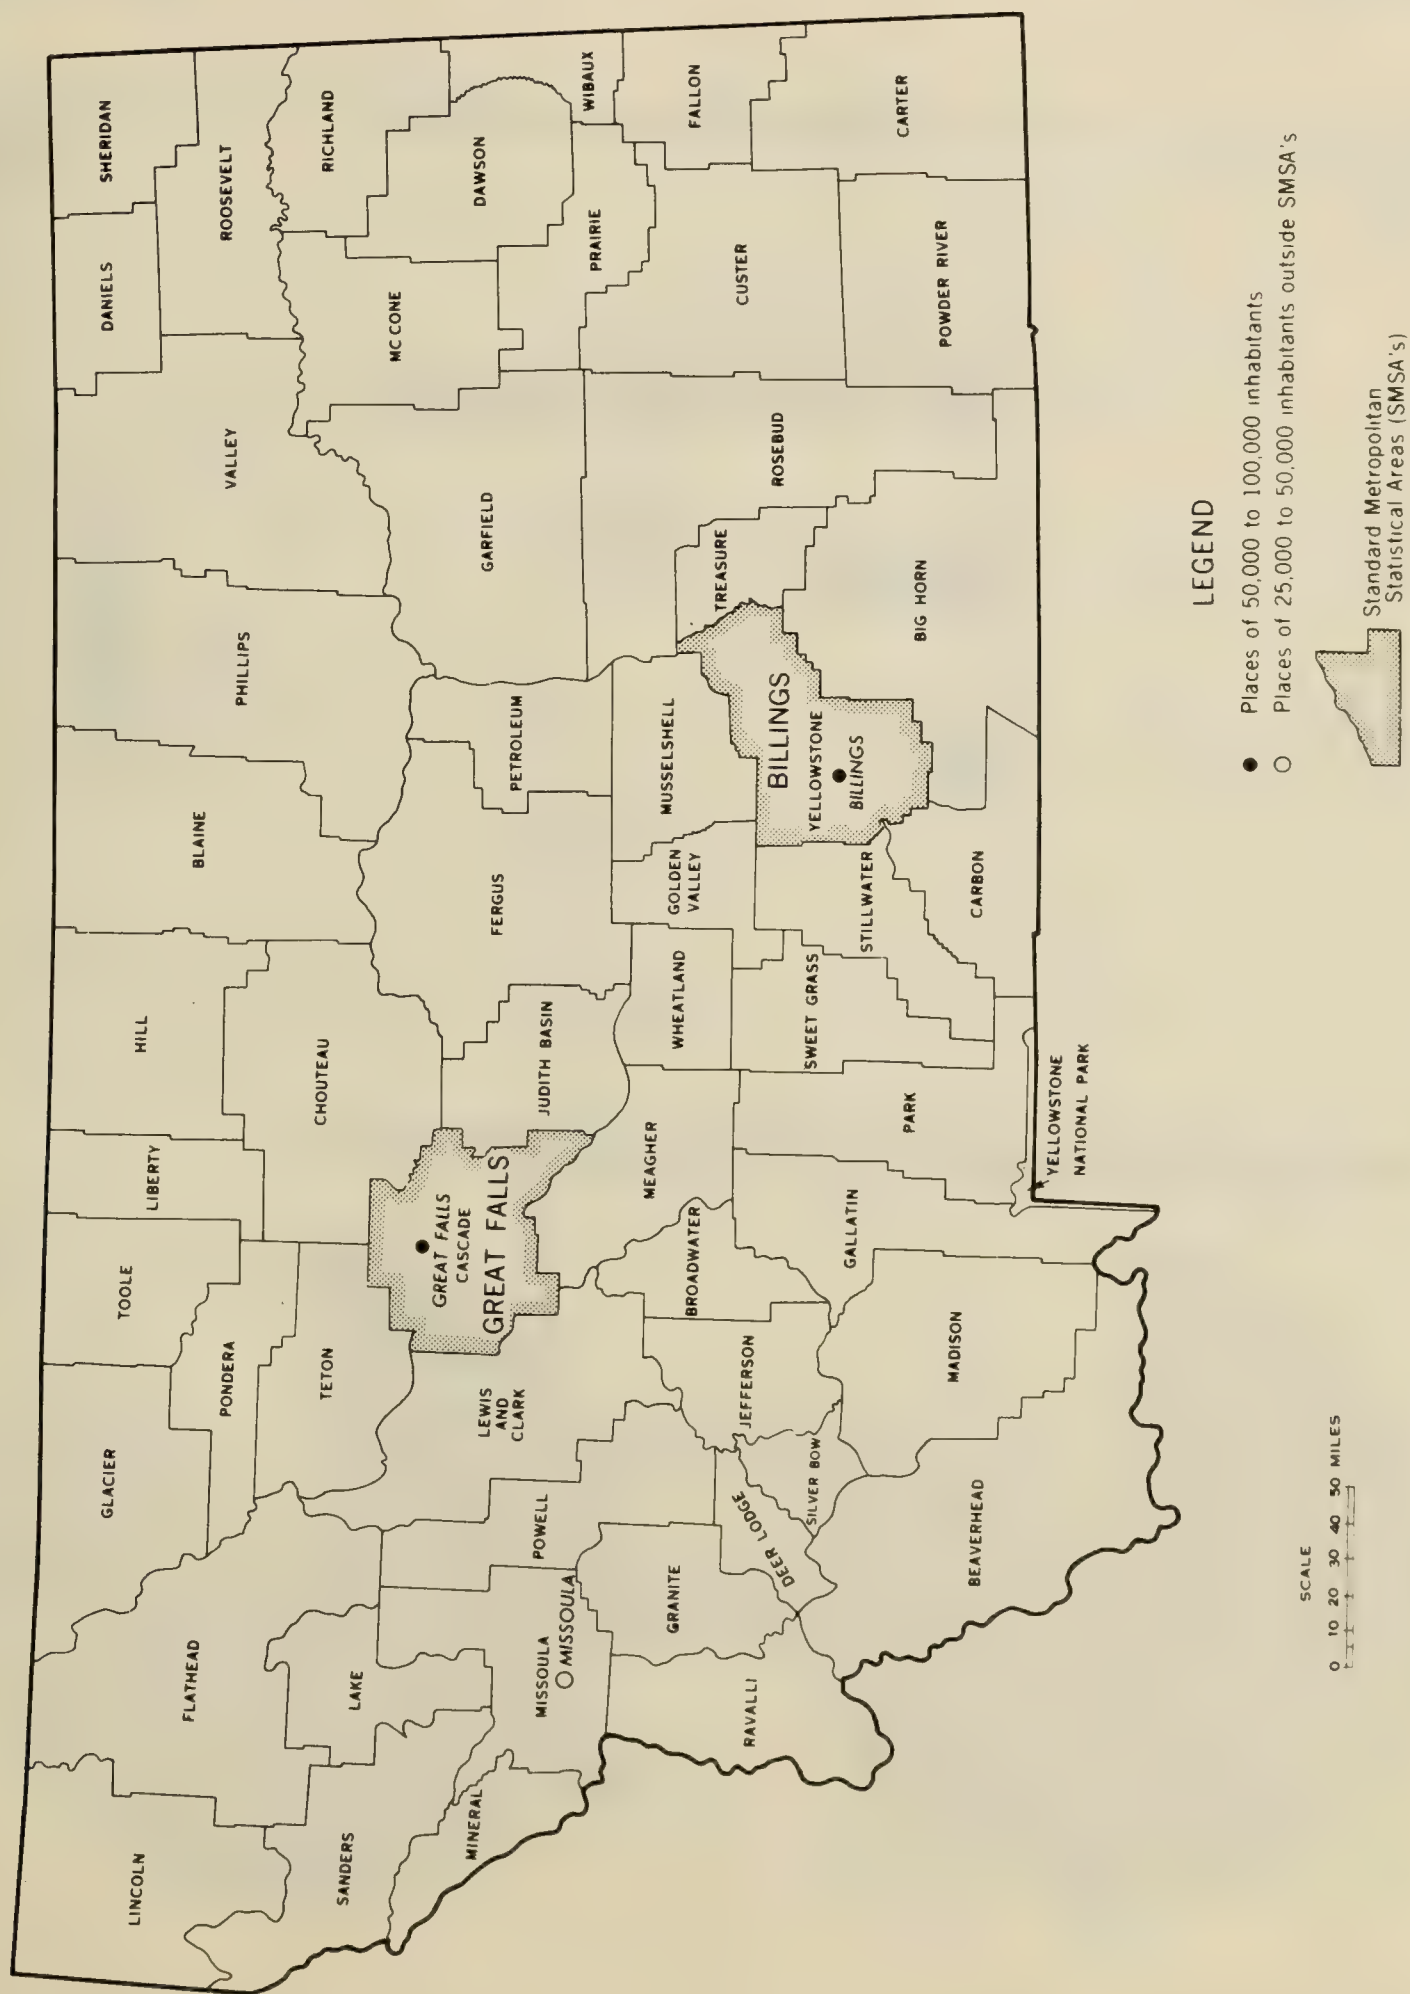 LINCOLN
FLATHEAD
GLACIER
TOOLE
LIBERTY
HILL
BLAINE
PHILLIPS
VALLEY
DANIELS
SHERIDAN
ROOSEVELT
RICHLAND
SANDERS
LAKE
PONDERA
TETON
CHOUTEAU
MC CONE
DAWSON
WIBAUX
MINERAL
MISSOULA
MISSOULA
POWELL
LEWIS
AND
CLARK
GREAT FALLS
CASCADE
GREAT FALLS
JUDITH BASIN
FERGUS
PETROLEUM
GARFIELD
PRAIRIE
FALLON
RAVALLI
GRANITE
DEER LODGE
SILVER BOW
JEFFERSON
BROADWATER
MEAGHER
WHEATLAND
GOLDEN
VALLEY
MUSSELSHELL
TREASURE
ROSEBUD
CUSTER
CARTER
BEAVERHEAD
MADISON
GALLATIN
PARK
SWEET GRASS
STILLWATER
BILLINGS
YELLOWSTONE
BILLINGS
CARBON
BIG HORN
POWDER RIVER
YELLOWSTONE
NATIONAL PARK
SCALE
0 10 20 30 40 50 MILES
LEGEND
Places of 50,000 to 100,000 inhabitants
Places of 25,000 to 50,000 inhabitants outside SMSA's
Standard Metropolitan
Statistical Areas (SMSA's)